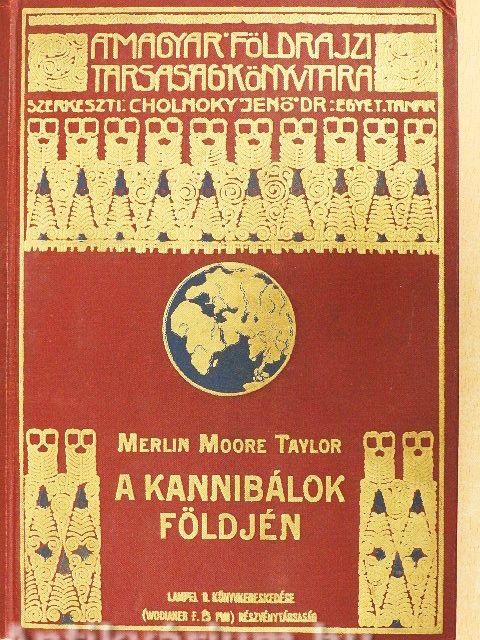 A MAGYAR FÖLDRAJZI
TÁRSASÁG KÖNYVTÁRA
SZERKESZTI: CHOLNOKY JENŐ DR: EGYET. TANÁR
MERLIN MOORE TAYLOR
A KANNIBÁLOK
FÖLDJÉN
LAMPEL R. KÖNYVKERESKEDÉSE
(WODIANER F. ÉS FIAI) RÉSZVÉNYTÁRSASÁG